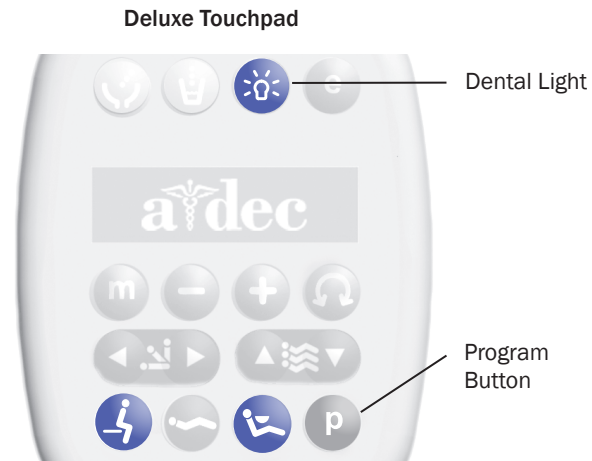 Deluxe Touchpad
e
Dental Light
a dec
m - +
Program
Button
p